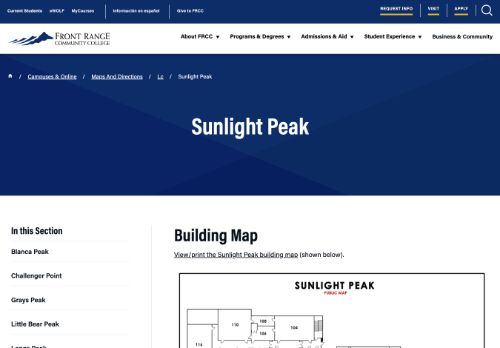 Current Students eWOLF MyCourses Información en español Give to FRCC REQUEST INFO VISIT APPLY
FRONT RANGE
COMMUNITY COLLEGE
About FRCC ▼ Programs & Degrees ▼ Admissions & Aid ▼ Student Experience ▼ Business & Community
/ Campuses & Online / Maps And Directions / Lc / Sunlight Peak
Sunlight Peak
In this Section
Blanca Peak
Challenger Point
Grays Peak
Little Bear Peak
Longs Peak
Building Map
View/print the Sunlight Peak building map (shown below).
SUNLIGHT PEAK
PUBLIC MAP
110
108
106
104
114